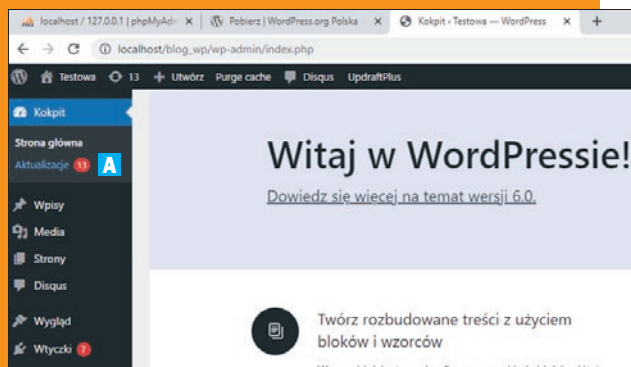 localhost / 127.0.0.1 | phpMyAdn
Pobierz | WordPress.org Polska
Kokpit ‹ Testowa — WordPress
localhost/blog_wp/wp-admin/index.php
Testowa 13 + Utwórz Purge cache Disqus UpdraftPlus
Kokpit
Strona główna
Aktualizacje 13 A
Wpisy
Media
Strony
Disqus
Wygląd
Wtyczki 7
Witaj w WordPressie!
Dowiedz się więcej na temat wersji 6.0.
Twórz rozbudowane treści z użyciem
bloków i wzorców